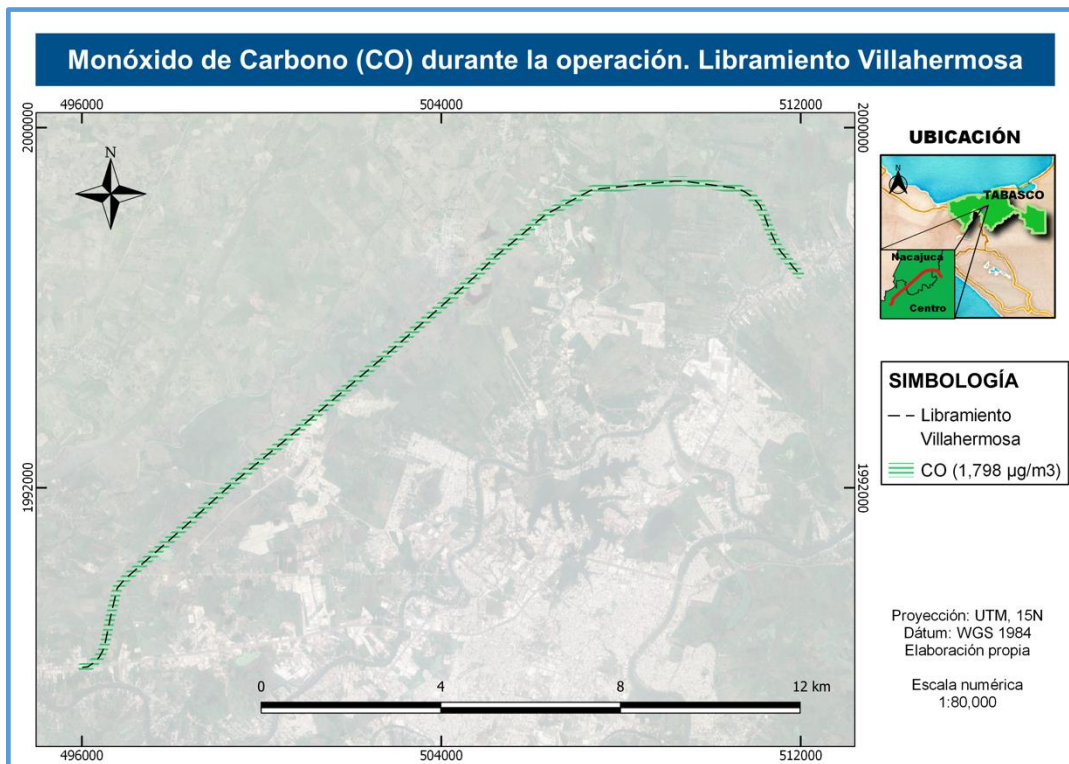 Monóxido de Carbono (CO) durante la operación. Libramiento Villahermosa
496000
504000
512000
2000000
2000000
N
UBICACIÓN
N
TABASCO
Nacajuca
Centro
SIMBOLOGÍA
Libramiento
Villahermosa
CO (1,798 µg/m3)
1992000
1992000
Proyección: UTM, 15N
Dátum: WGS 1984
Elaboración propia
Escala numérica
1:80,000
0
4
8
12 km
496000
504000
512000